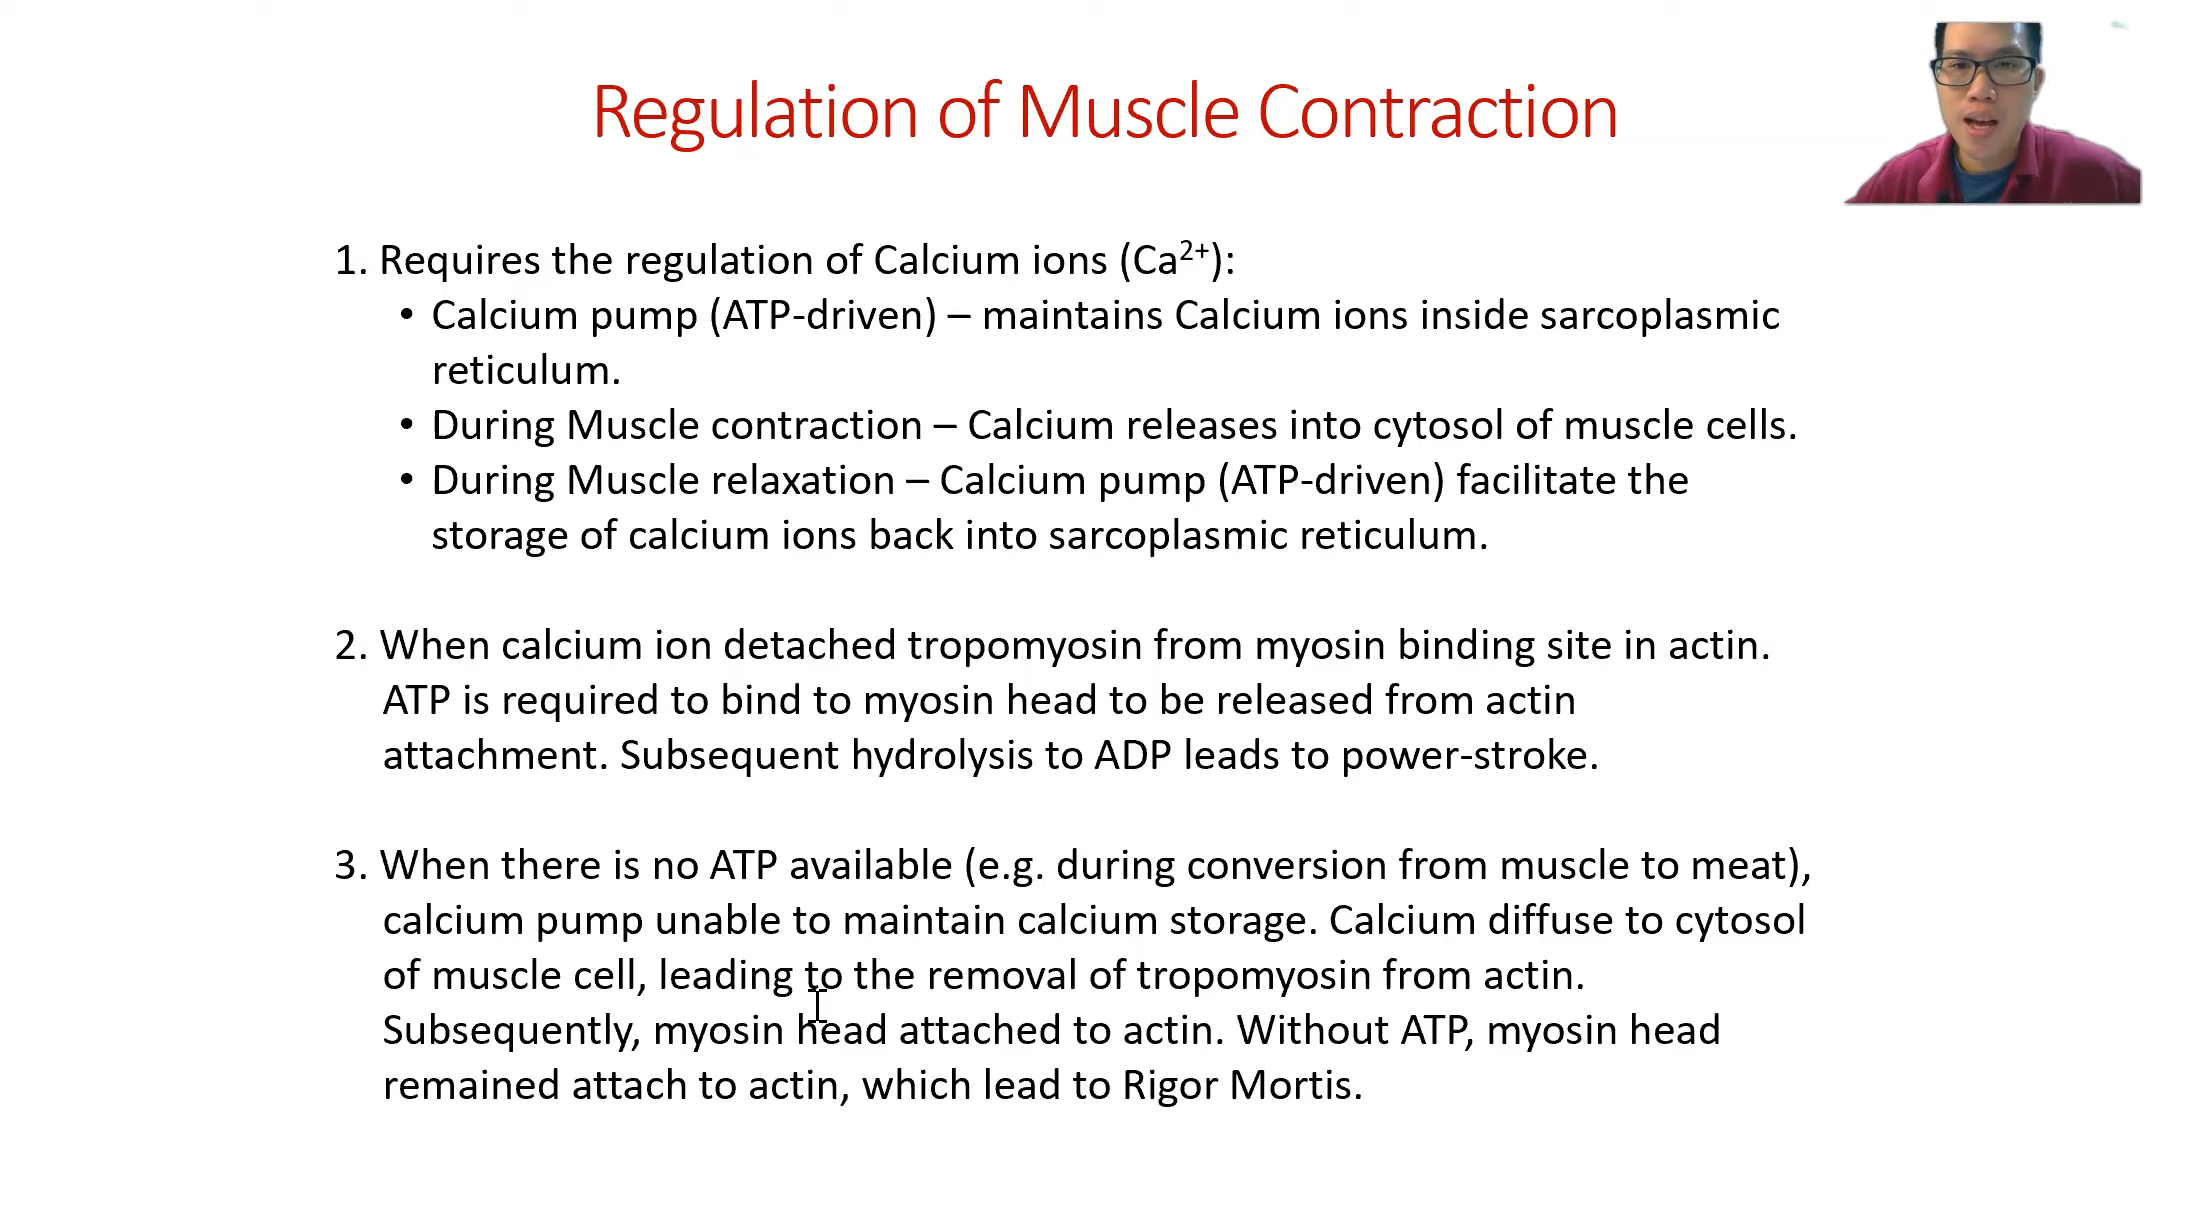 Regulation of Muscle Contraction
1. Requires the regulation of Calcium ions (Ca²⁺):
• Calcium pump (ATP-driven) – maintains Calcium ions inside sarcoplasmic
reticulum.
• During Muscle contraction – Calcium releases into cytosol of muscle cells.
• During Muscle relaxation – Calcium pump (ATP-driven) facilitate the
storage of calcium ions back into sarcoplasmic reticulum.
2. When calcium ion detached tropomyosin from myosin binding site in actin.
ATP is required to bind to myosin head to be released from actin
attachment. Subsequent hydrolysis to ADP leads to power-stroke.
3. When there is no ATP available (e.g. during conversion from muscle to meat),
calcium pump unable to maintain calcium storage. Calcium diffuse to cytosol
of muscle cell, leading to the removal of tropomyosin from actin.
Subsequently, myosin head attached to actin. Without ATP, myosin head
remained attach to actin, which lead to Rigor Mortis.